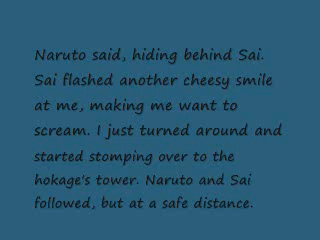 Naruto said, hiding behind Sai.
Sai flashed another cheesy smile
at me, making me want to
scream. I just turned around and
started stomping over to the
hokage's tower. Naruto and Sai
followed, but at a safe distance.